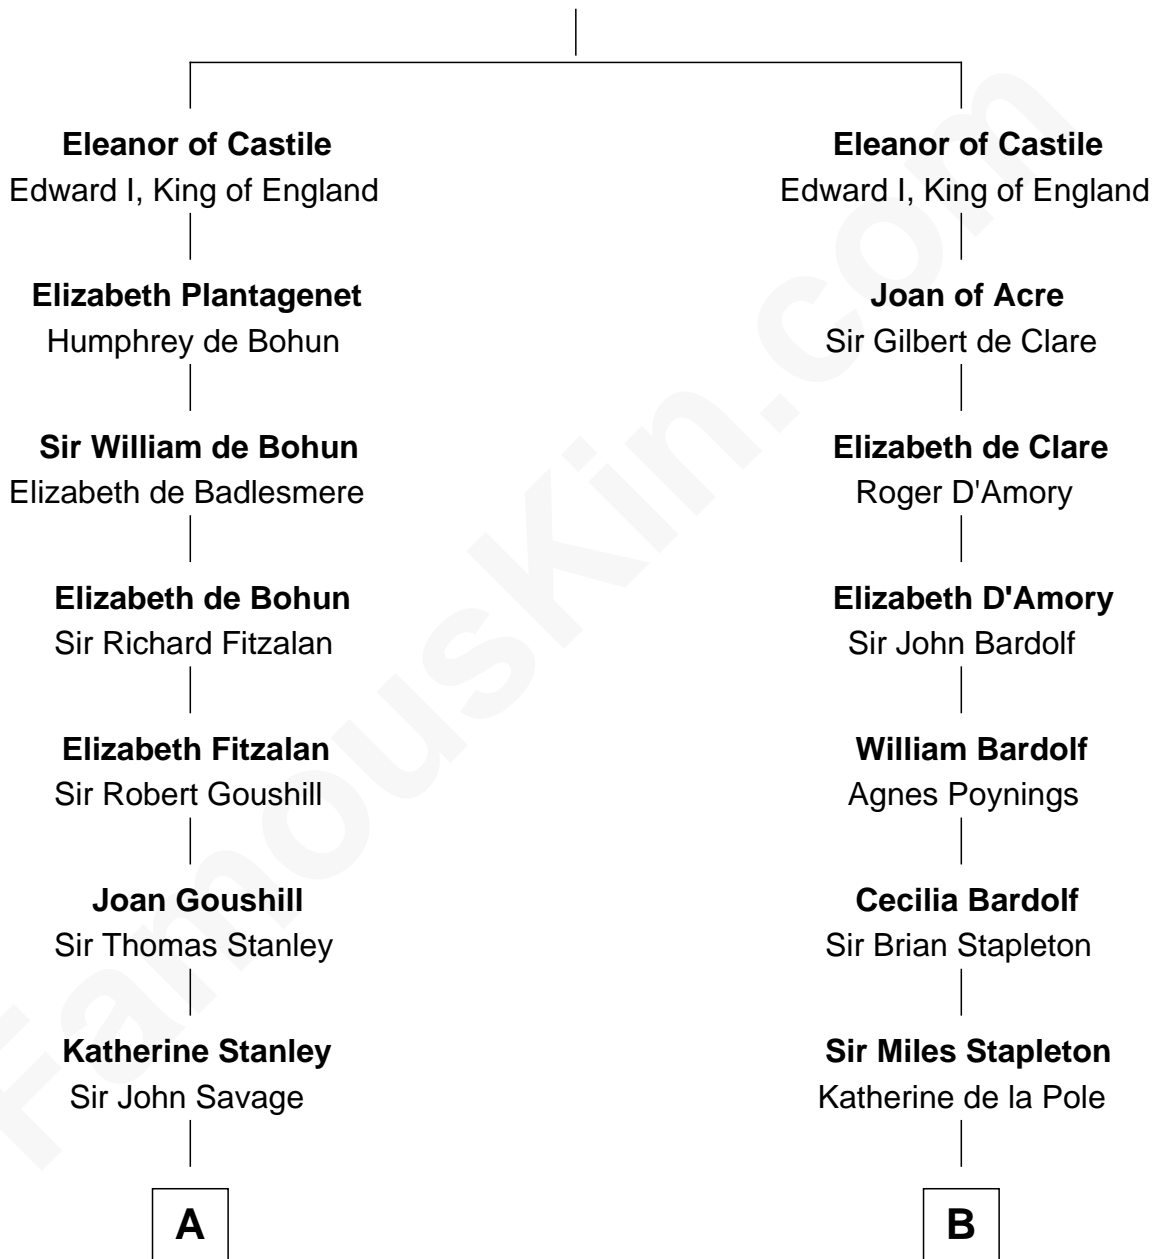 Eleanor of Castile
Edward I, King of England
Elizabeth Plantagenet
Humphrey de Bohun
Sir William de Bohun
Elizabeth de Badlesmere
Elizabeth de Bohun
Sir Richard Fitzalan
Elizabeth Fitzalan
Sir Robert Goushill
Joan Goushill
Sir Thomas Stanley
Katherine Stanley
Sir John Savage
A
Eleanor of Castile
Edward I, King of England
Joan of Acre
Sir Gilbert de Clare
Elizabeth de Clare
Roger D'Amory
Elizabeth D'Amory
Sir John Bardolf
William Bardolf
Agnes Poynings
Cecilia Bardolf
Sir Brian Stapleton
Sir Miles Stapleton
Katherine de la Pole
B
FamousKin.com